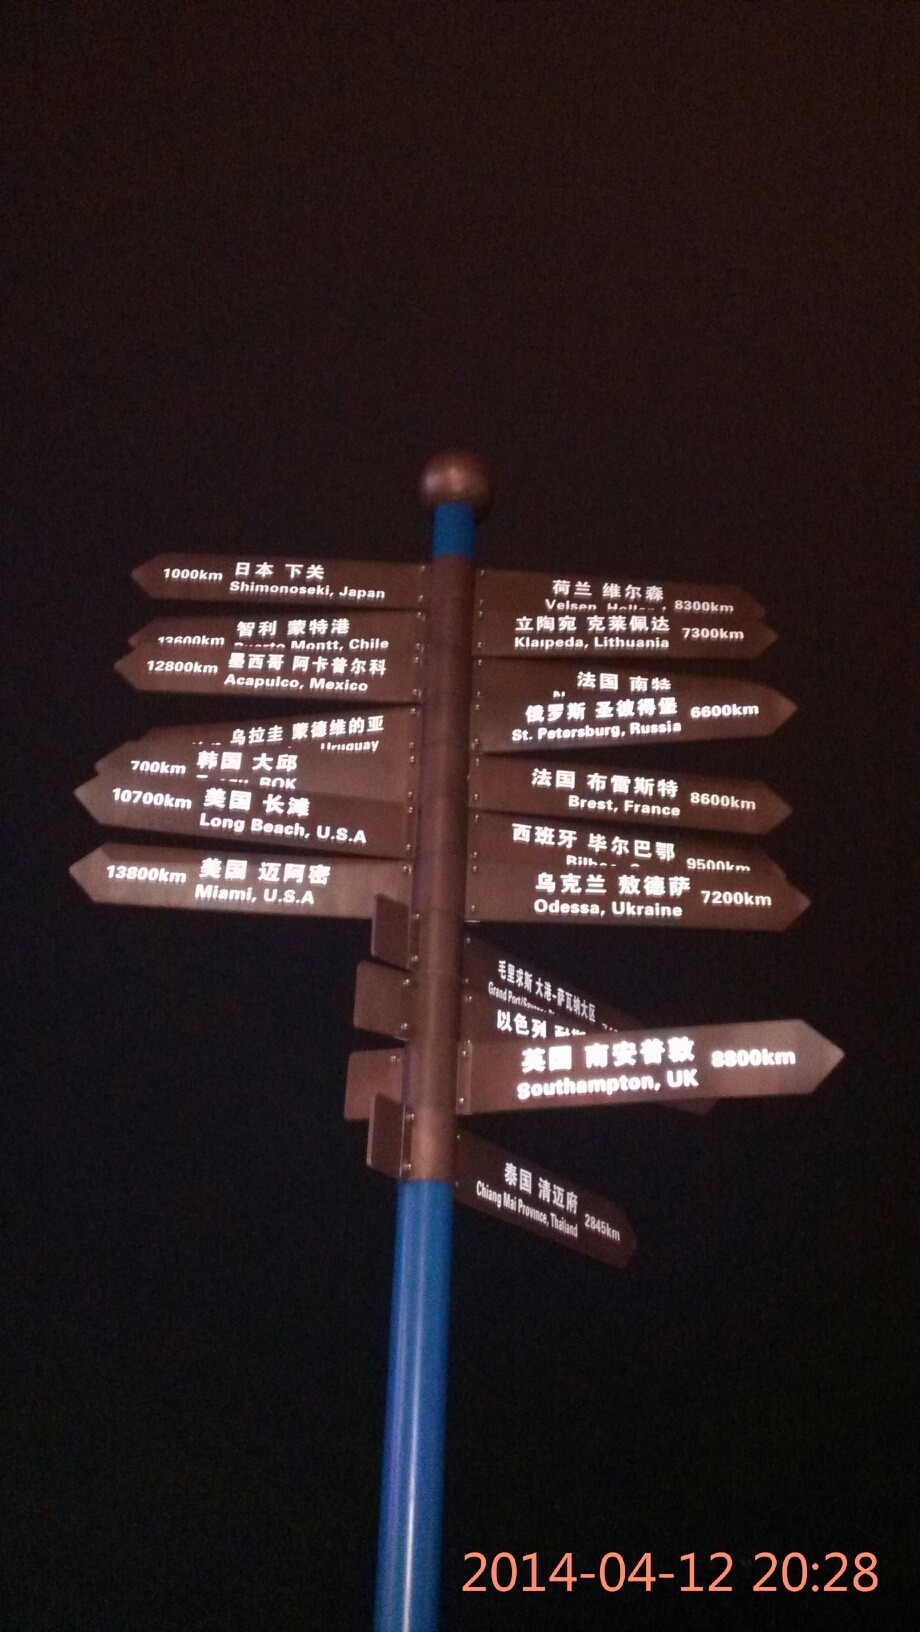 1000km 日本 下关
Shimonoseki, Japan
智利 蒙特港
13600km Montt, Chile
12800km 墨西哥 阿卡普尔科
Acapulco, Mexico
乌拉圭 蒙德维的亚
Uruguay
700km 韩国 大邱
ROK
10700km 美国 长滩
Long Beach, U.S.A
13800km 美国 迈阿密
Miami, U.S.A
荷兰 维尔森
Velsen, 8300km
立陶宛 克莱佩达
Klaipeda, Lithuania 7300km
法国 南特
俄罗斯 圣彼得堡
St. Petersburg, Russia 6600km
法国 布雷斯特
Brest, France 8600km
西班牙 毕尔巴鄂
9500km
乌克兰 敖德萨
Odessa, Ukraine 7200km
毛里求斯 大港-萨瓦纳大区
Grand Port/
以色列
英国 南安普敦 8800km
Southampton, UK
泰国 清迈府
Chiang Mai Province, Thailand 2845km
2014-04-12 20:28